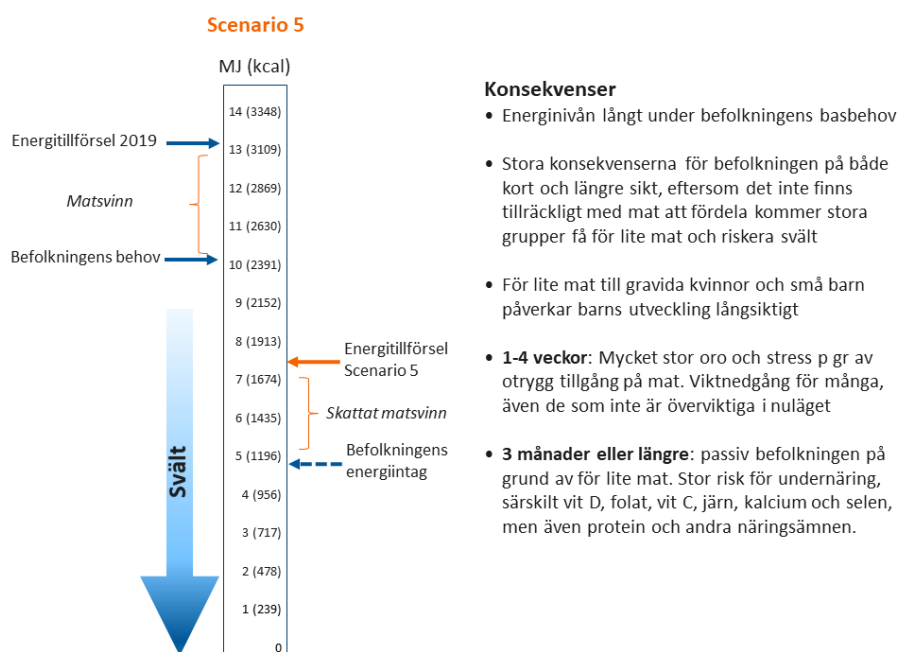 Scenario 5
MJ (kcal)
14 (3348)
Energitillförsel 2019
13 (3109)
12 (2869)
Matsvinn
11 (2630)
Befolkningens behov
10 (2391)
9 (2152)
8 (1913)
Energitillförsel
Scenario 5
7 (1674)
6 (1435)
Skattat matsvinn
5 (1196)
Befolkningens
energiintag
Svält
4 (956)
3 (717)
2 (478)
1 (239)
0
Konsekvenser
• Energinivån långt under befolkningens basbehov
• Stora konsekvenserna för befolkningen på både
kort och längre sikt, eftersom det inte finns
tillräckligt med mat att fördela kommer stora
grupper få för lite mat och riskera svält
• För lite mat till gravida kvinnor och små barn
påverkar barns utveckling långsiktigt
• 1-4 veckor: Mycket stor oro och stress p gr av
otrygg tillgång på mat. Viktnedgång för många,
även de som inte är överviktiga i nuläget
• 3 månader eller längre: passiv befolkningen på
grund av för lite mat. Stor risk för undernäring,
särskilt vit D, folat, vit C, järn, kalcium och selen,
men även protein och andra näringsämnen.